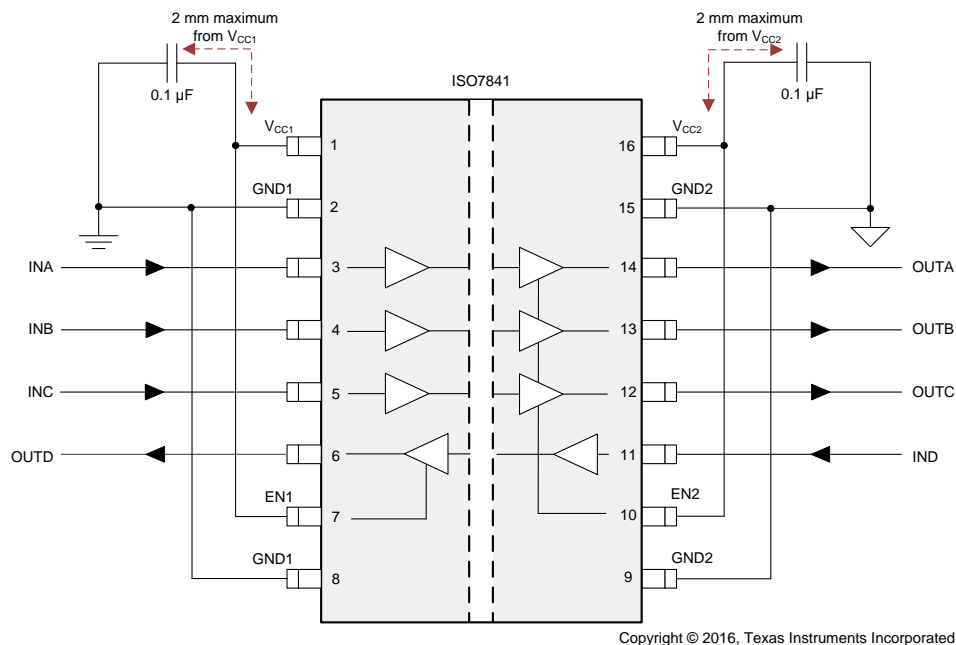 2 mm maximum
from VCC1
2 mm maximum
from VCC2
0.1 µF
0.1 µF
ISO7841
VCC1
1
16
VCC2
GND1
2
15
GND2
INA
3
14
OUTA
INB
4
13
OUTB
INC
5
12
OUTC
OUTD
6
11
IND
EN1
7
10
EN2
GND1
8
9
GND2
Copyright © 2016, Texas Instruments Incorporated